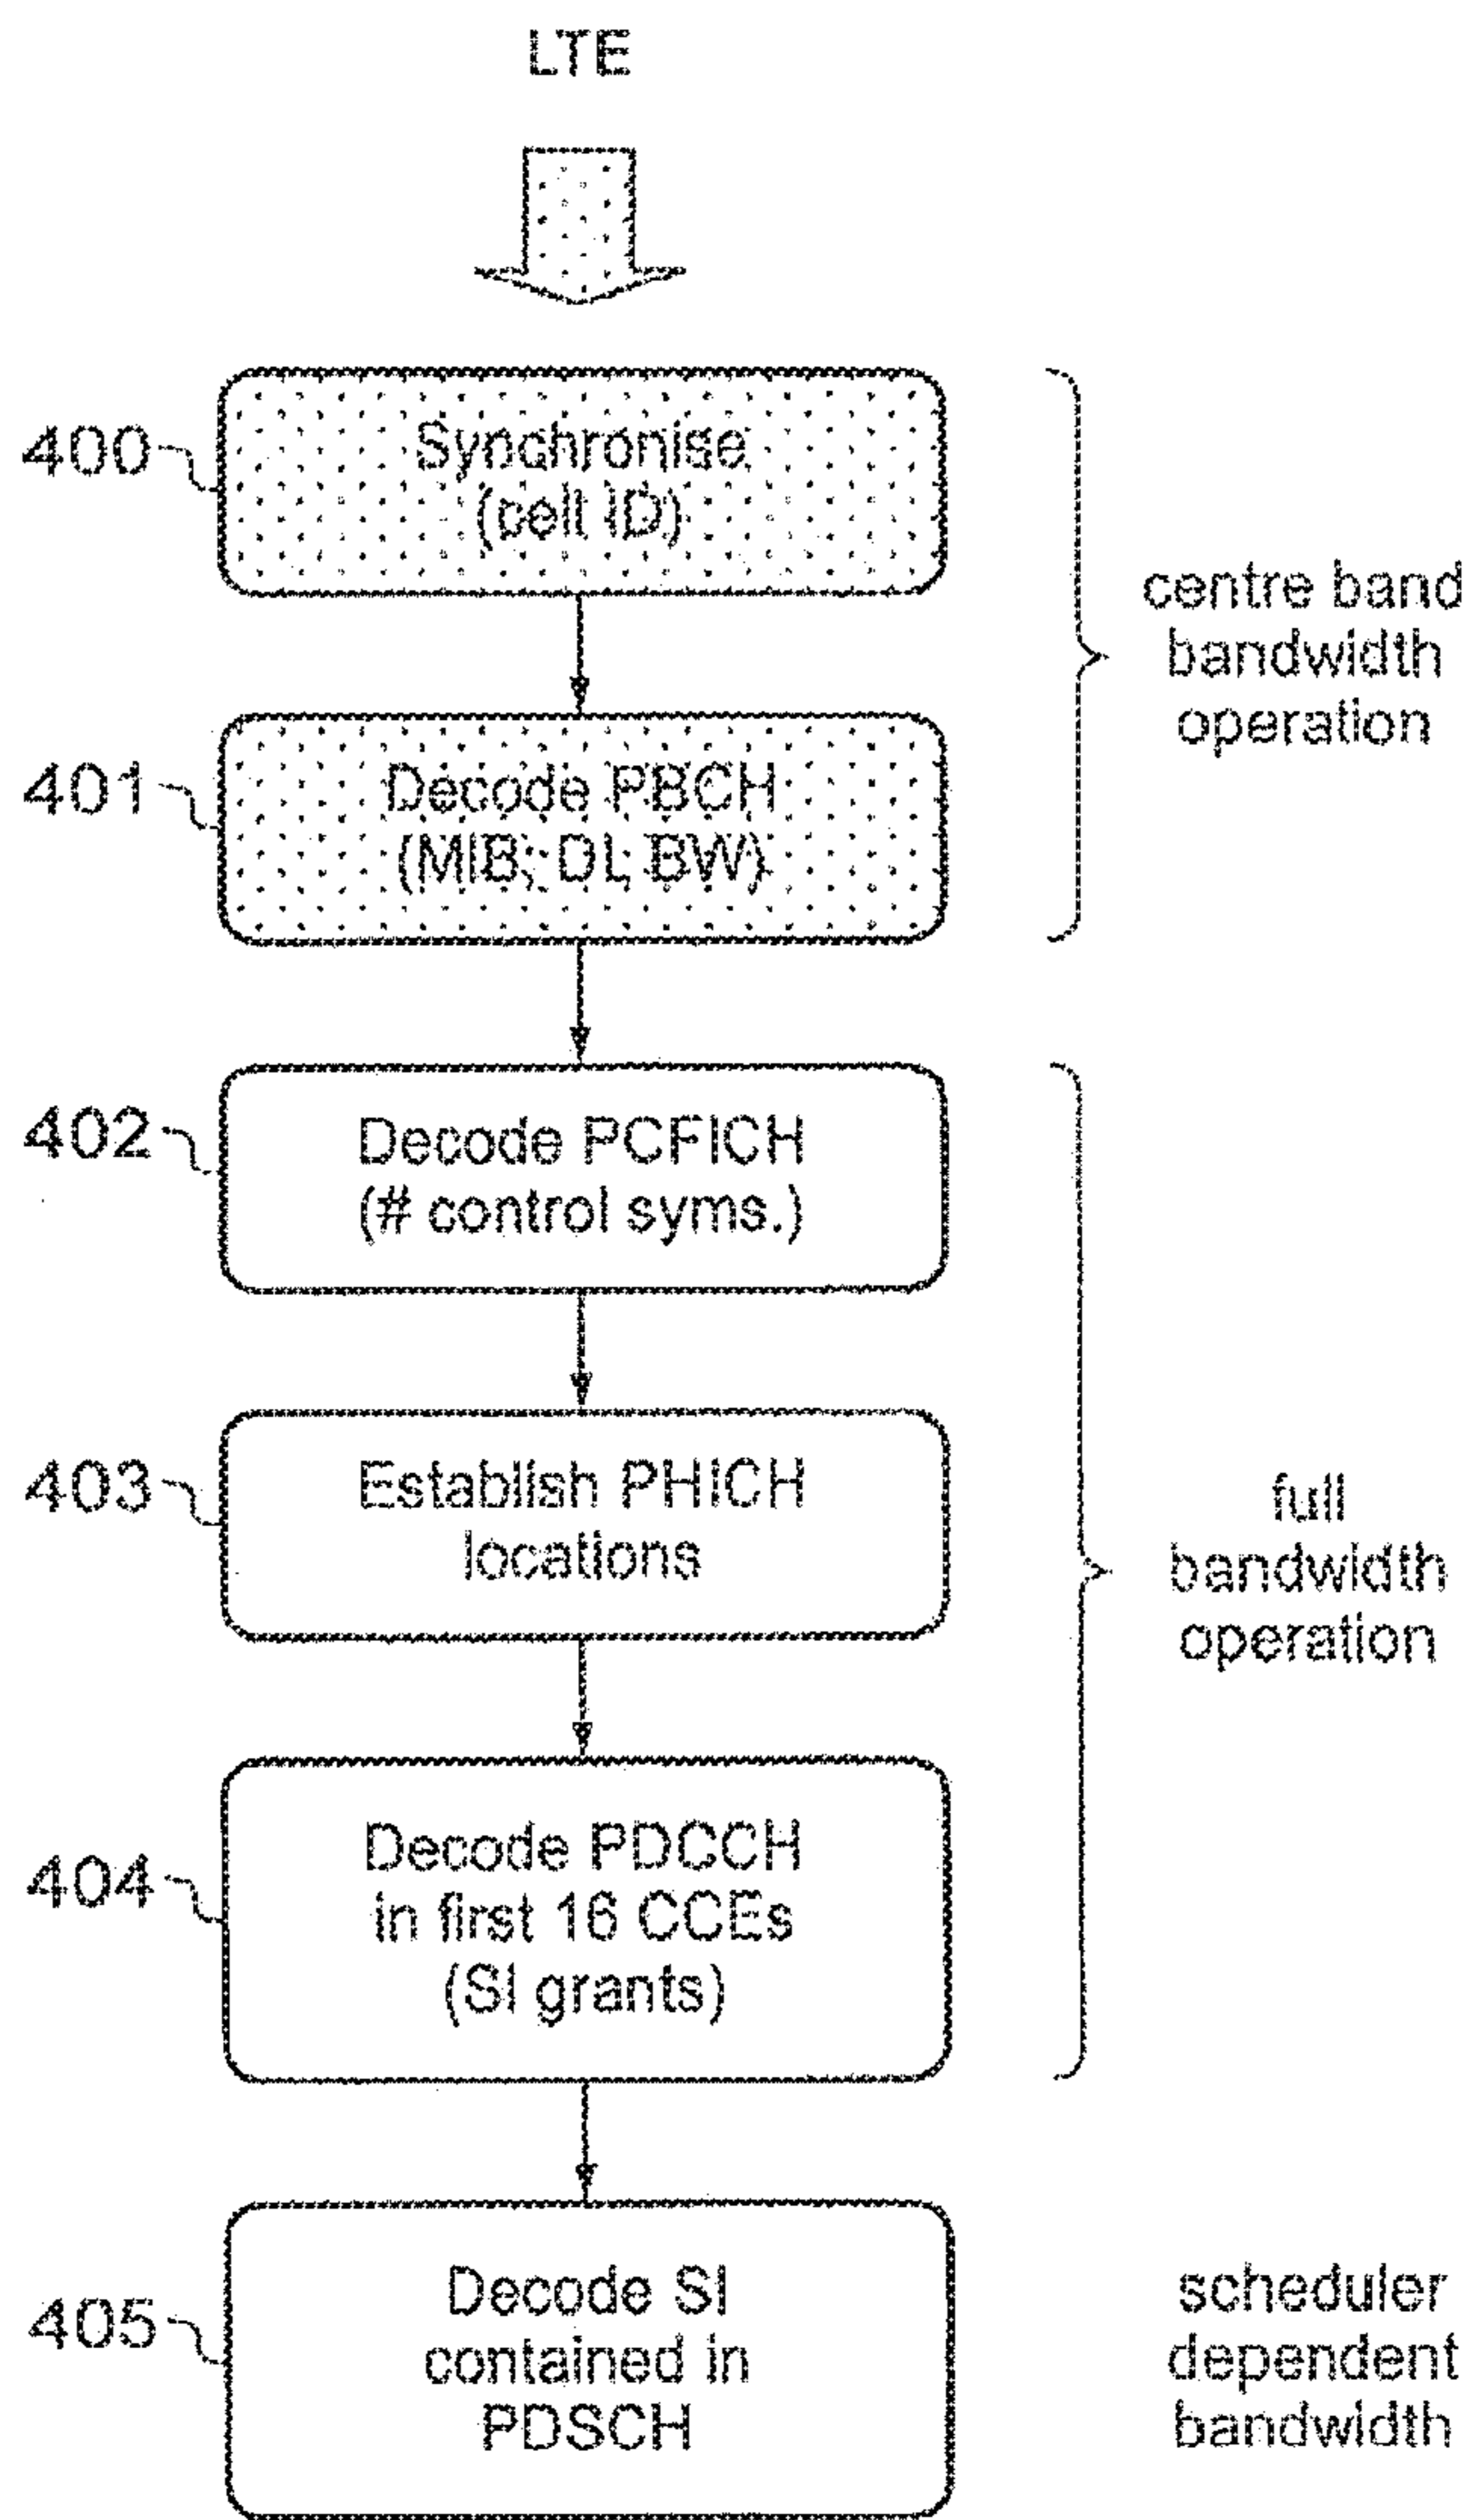 LTE
400
Synchronise
(cell ID)
401
Decode PBCH
(MIB; DL BW)
centre band
bandwidth
operation
402
Decode PCFICH
(# control syms.)
403
Establish PHICH
locations
404
Decode PDCCH
in first 16 CCEs
(SI grants)
full
bandwidth
operation
405
Decode SI
contained in
PDSCH
scheduler
dependent
bandwidth